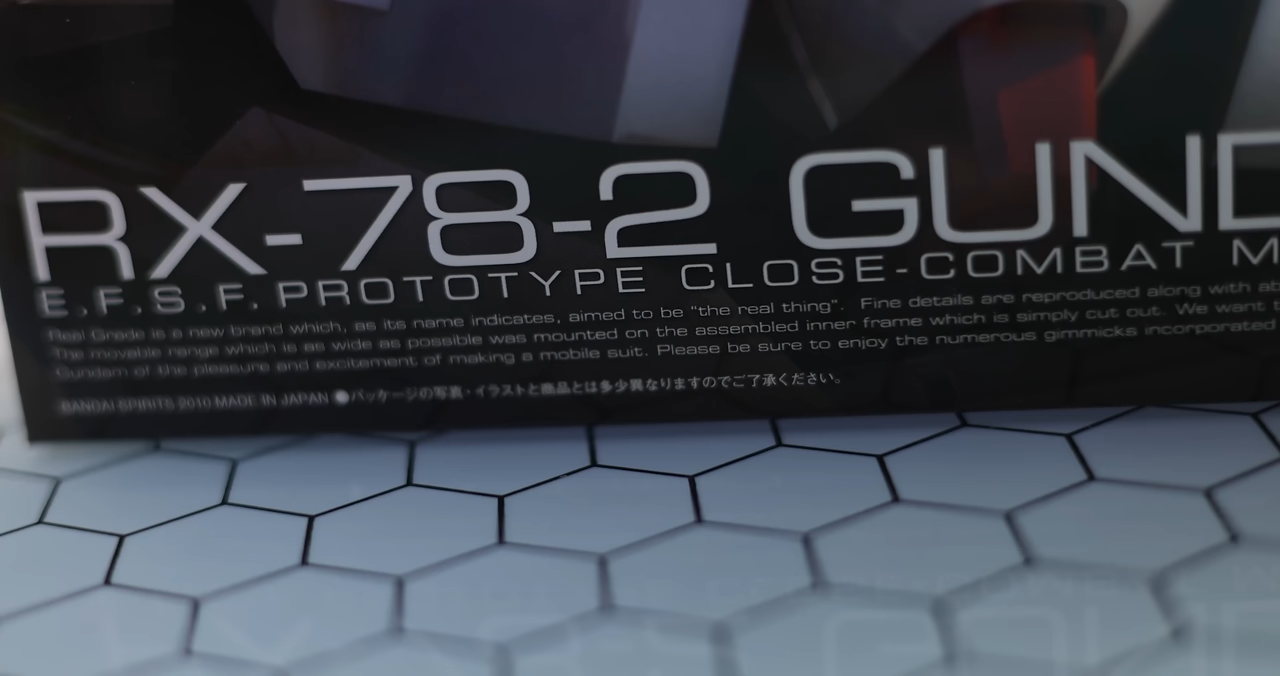 RX-78-2 GUND
E.F.S.F. PROTOTYPE CLOSE-COMBAT M
Real Grade is a new brand which, as its name indicates, aimed to be "the real thing". Fine details are reproduced along with ab
The movable range which is as wide as possible was mounted on the assembled inner frame which is simply cut out. We want
Gundam of the pleasure and excitement of making a mobile suit. Please be sure to enjoy the numerous gimmicks incorporated
BANDAI SPIRITS 2010 MADE IN JAPAN ●パッケージの写真・イラストと商品とは多少異なりますのでご了承ください。